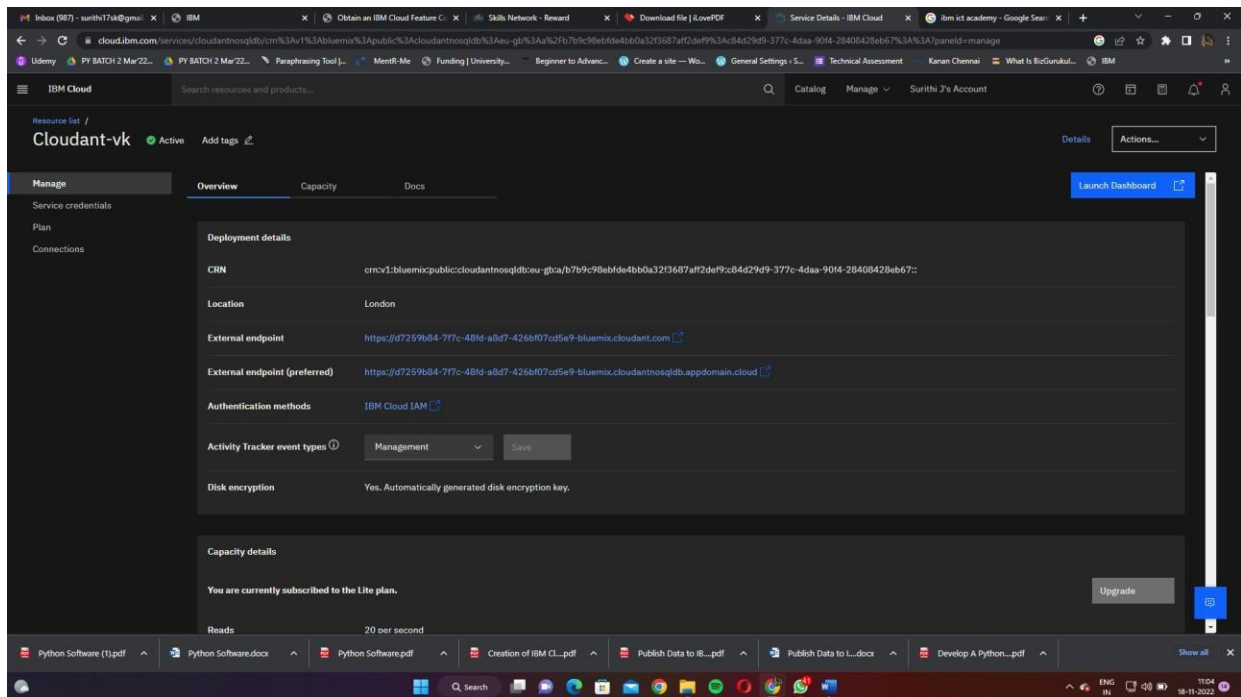 Inbox (987) - surithi17sk@gmail
IBM
Obtain an IBM Cloud Feature Co
Skills Network - Reward
Download file | iLovePDF
Service Details - IBM Cloud
ibm ict academy - Google Searc
cloud.ibm.com/services/cloudantnosqldb/crn%3Av1%3Abluemix%3Apublic%3Acloudantnosqldb%3Aeu-gb%3Aa%2Fb7b9c98ebfde4bb0a32f3687aff2def9%3Ac84d29d9-377c-4daa-90f4-28408428eb67%3A%3A?paneId=manage
Udemy
PY BATCH 2 Mar'22...
PY BATCH 2 Mar'22...
Paraphrasing Tool |...
MentR-Me
Funding | University...
Beginner to Advanc...
Create a site — Wo...
General Settings ‹ S...
Technical Assessment
Kanan Chennai
What Is BizGurukul...
IBM
»
IBM Cloud
Search resources and products...
Catalog
Manage
Surithi J's Account
Resource list /
Cloudant-vk
Active
Add tags
Details
Actions...
Manage
Service credentials
Plan
Connections
Overview
Capacity
Docs
Launch Dashboard
Deployment details
CRN
crn:v1:bluemix:public:cloudantnosqldb:eu-gb:a/b7b9c98ebfde4bb0a32f3687aff2def9:c84d29d9-377c-4daa-90f4-28408428eb67::
Location
London
External endpoint
https://d7259b84-7f7c-48fd-a8d7-426bf07cd5e9-bluemix.cloudant.com
External endpoint (preferred)
https://d7259b84-7f7c-48fd-a8d7-426bf07cd5e9-bluemix.cloudantnosqldb.appdomain.cloud
Authentication methods
IBM Cloud IAM
Activity Tracker event types
Management
Save
Disk encryption
Yes. Automatically generated disk encryption key.
Capacity details
You are currently subscribed to the Lite plan.
Upgrade
Reads
20 per second
Python Software (1).pdf
Python Software.docx
Python Software.pdf
Creation of IBM Cl....pdf
Publish Data to IB....pdf
Publish Data to I....docx
Develop A Python....pdf
Show all
Search
ENG
IN
11:04
18-11-2022